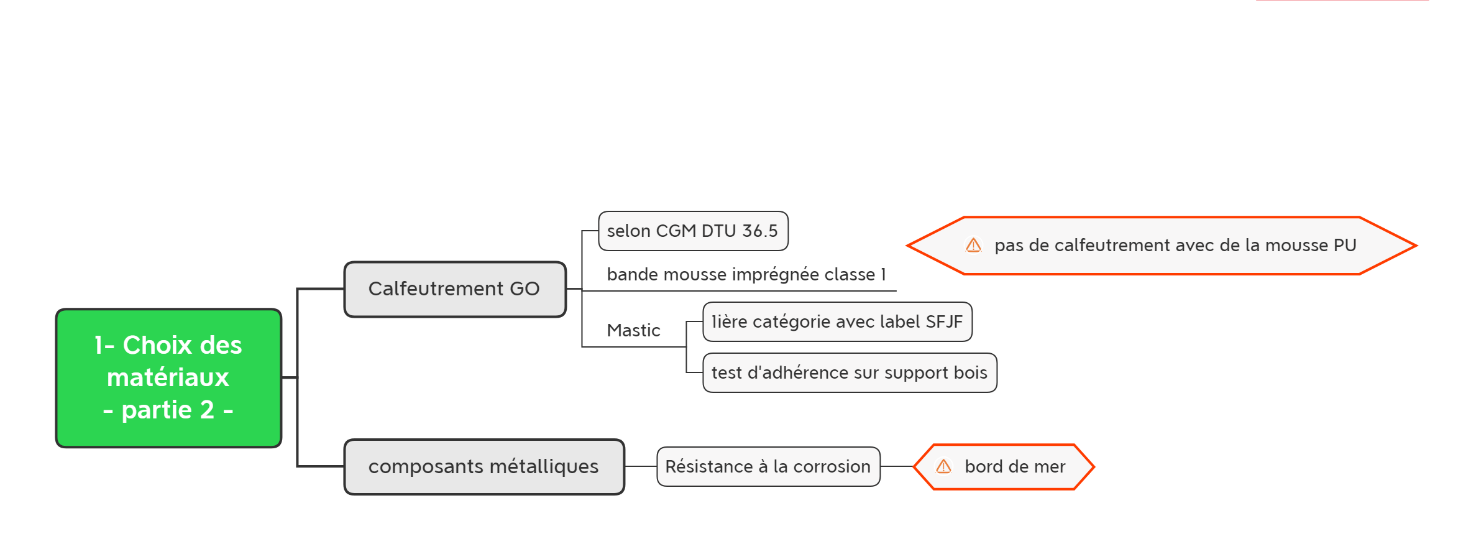 1- Choix des
matériaux
- partie 2 -
Calfeutrement GO
selon CGM DTU 36.5
bande mousse imprégnée classe 1
Mastic
1ière catégorie avec label SFJF
test d'adhérence sur support bois
pas de calfeutrement avec de la mousse PU
composants métalliques
Résistance à la corrosion
bord de mer